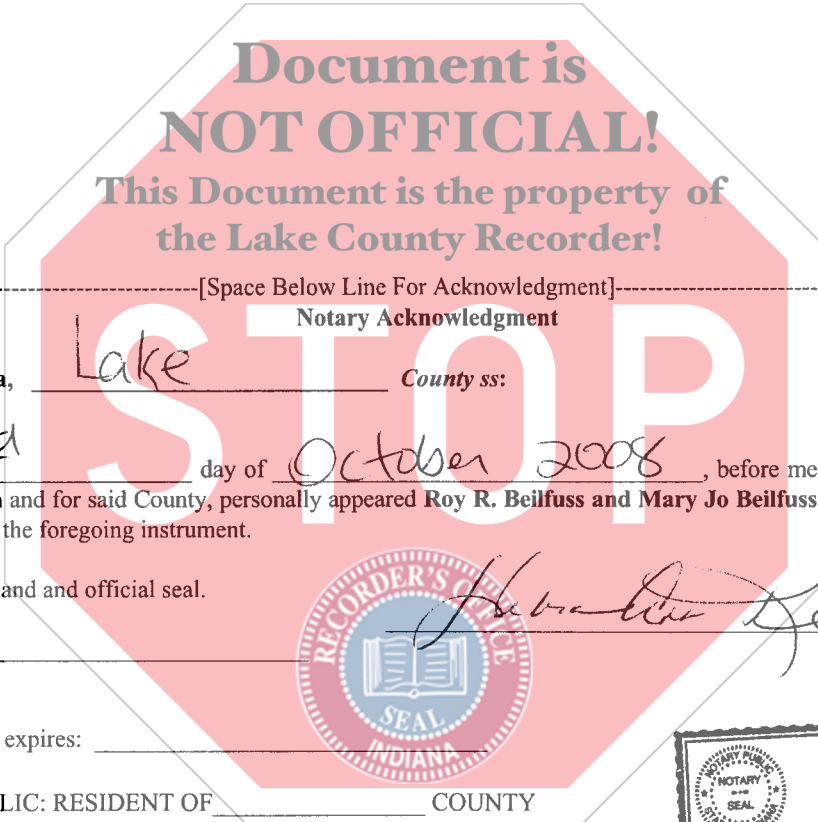 Document is
NOT OFFICIAL!
This Document is the property of
the Lake County Recorder!
[Space Below Line For Acknowledgment]
Notary Acknowledgment
a, Lake County ss:
d day of October 2008, before me
and for said County, personally appeared Roy R. Beilfuss and Mary Jo Beilfuss
the foregoing instrument.
and and official seal.
STOP
RECORDER'S OFFICE
SEAL
INDIANA
expires:
LIC: RESIDENT OF COUNTY
NOTARY PUBLIC
NOTARY
SEAL